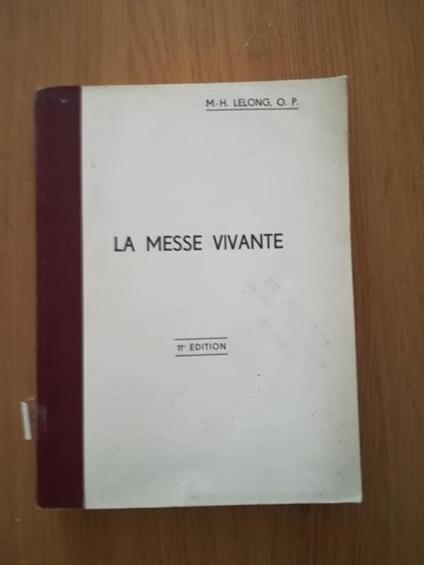 M.-H. LELONG, O. P.
LA MESSE VIVANTE
11e ÉDITION